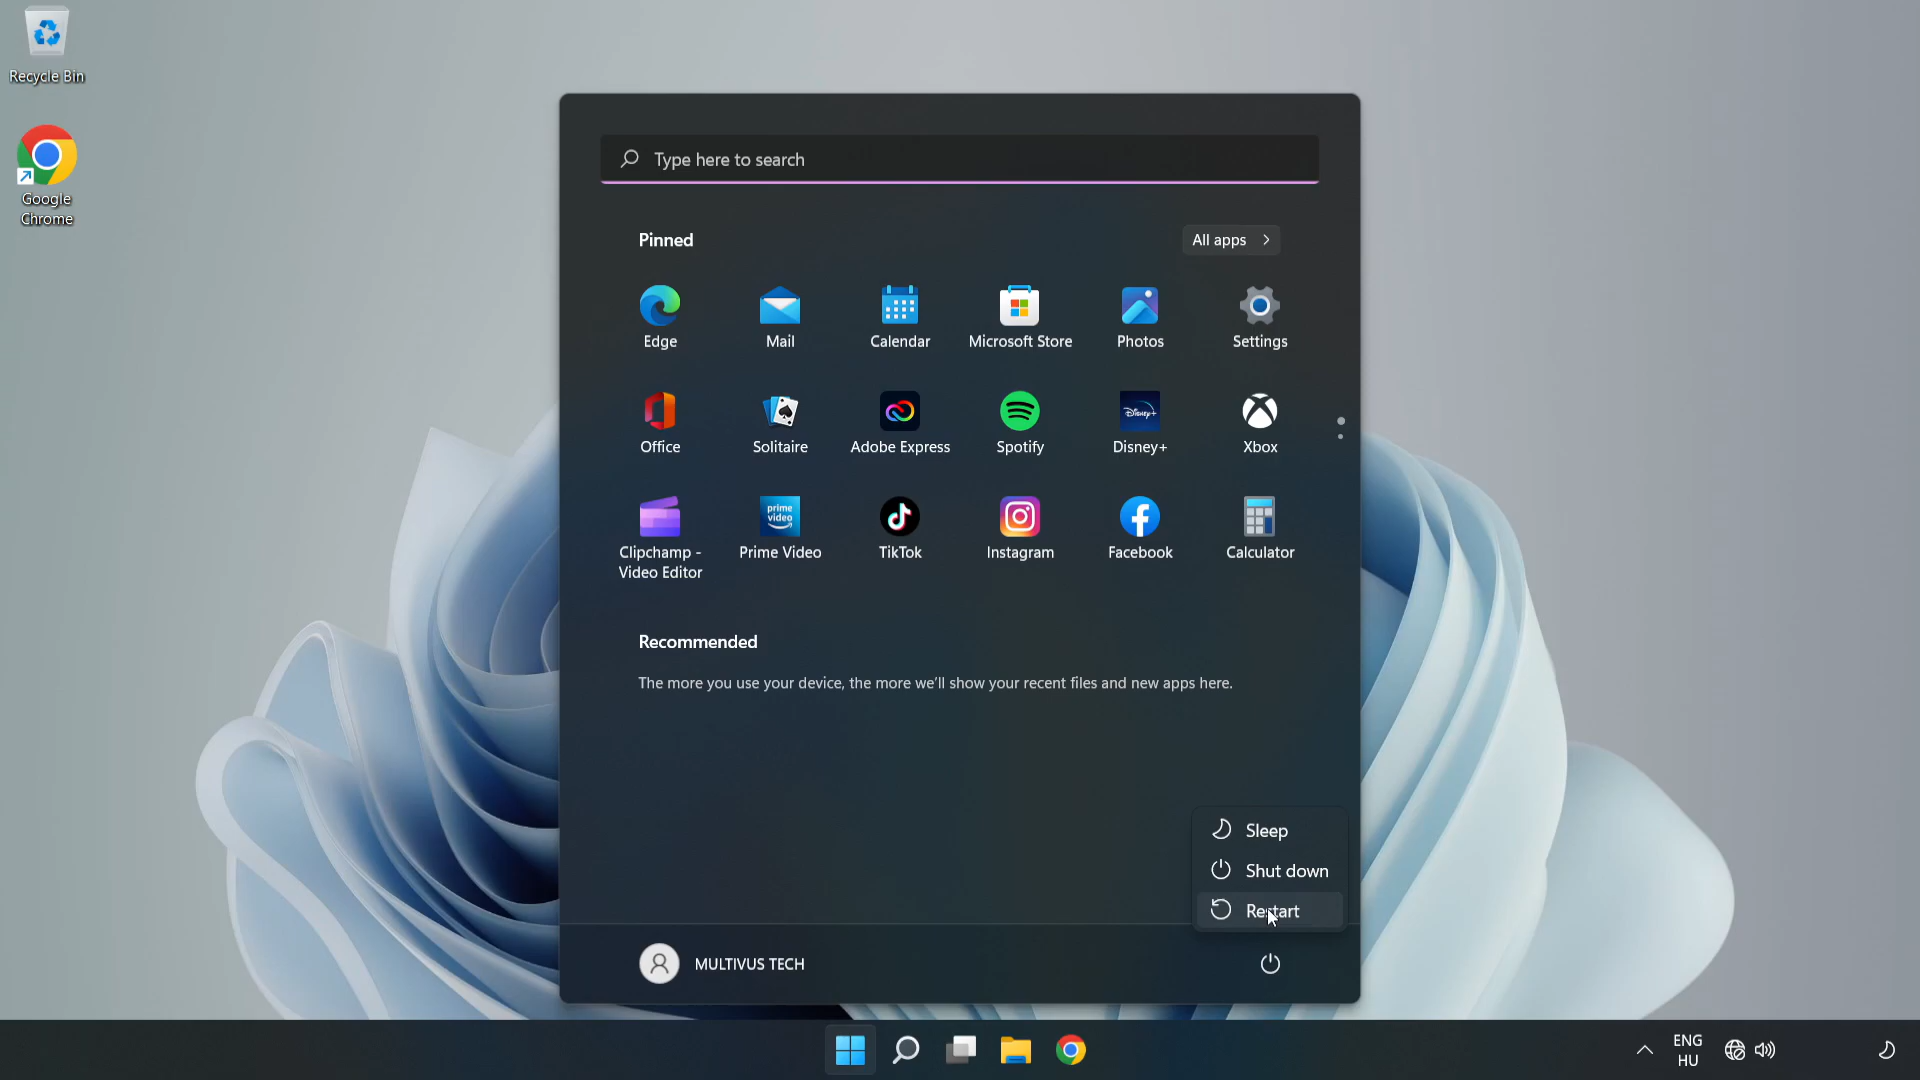 Recycle Bin
Google
Chrome
Type here to search
Pinned
All apps
Edge
Mail
Calendar
Microsoft Store
Photos
Settings
Office
Solitaire
Adobe Express
Disney+
Spotify
Disney+
Xbox
prime
video
Clipchamp -
Video Editor
Prime Video
TikTok
Instagram
Facebook
Calculator
Recommended
The more you use your device, the more we'll show your recent files and new apps here.
Sleep
Shut down
Restart
MULTIVUS TECH
ENG
HU